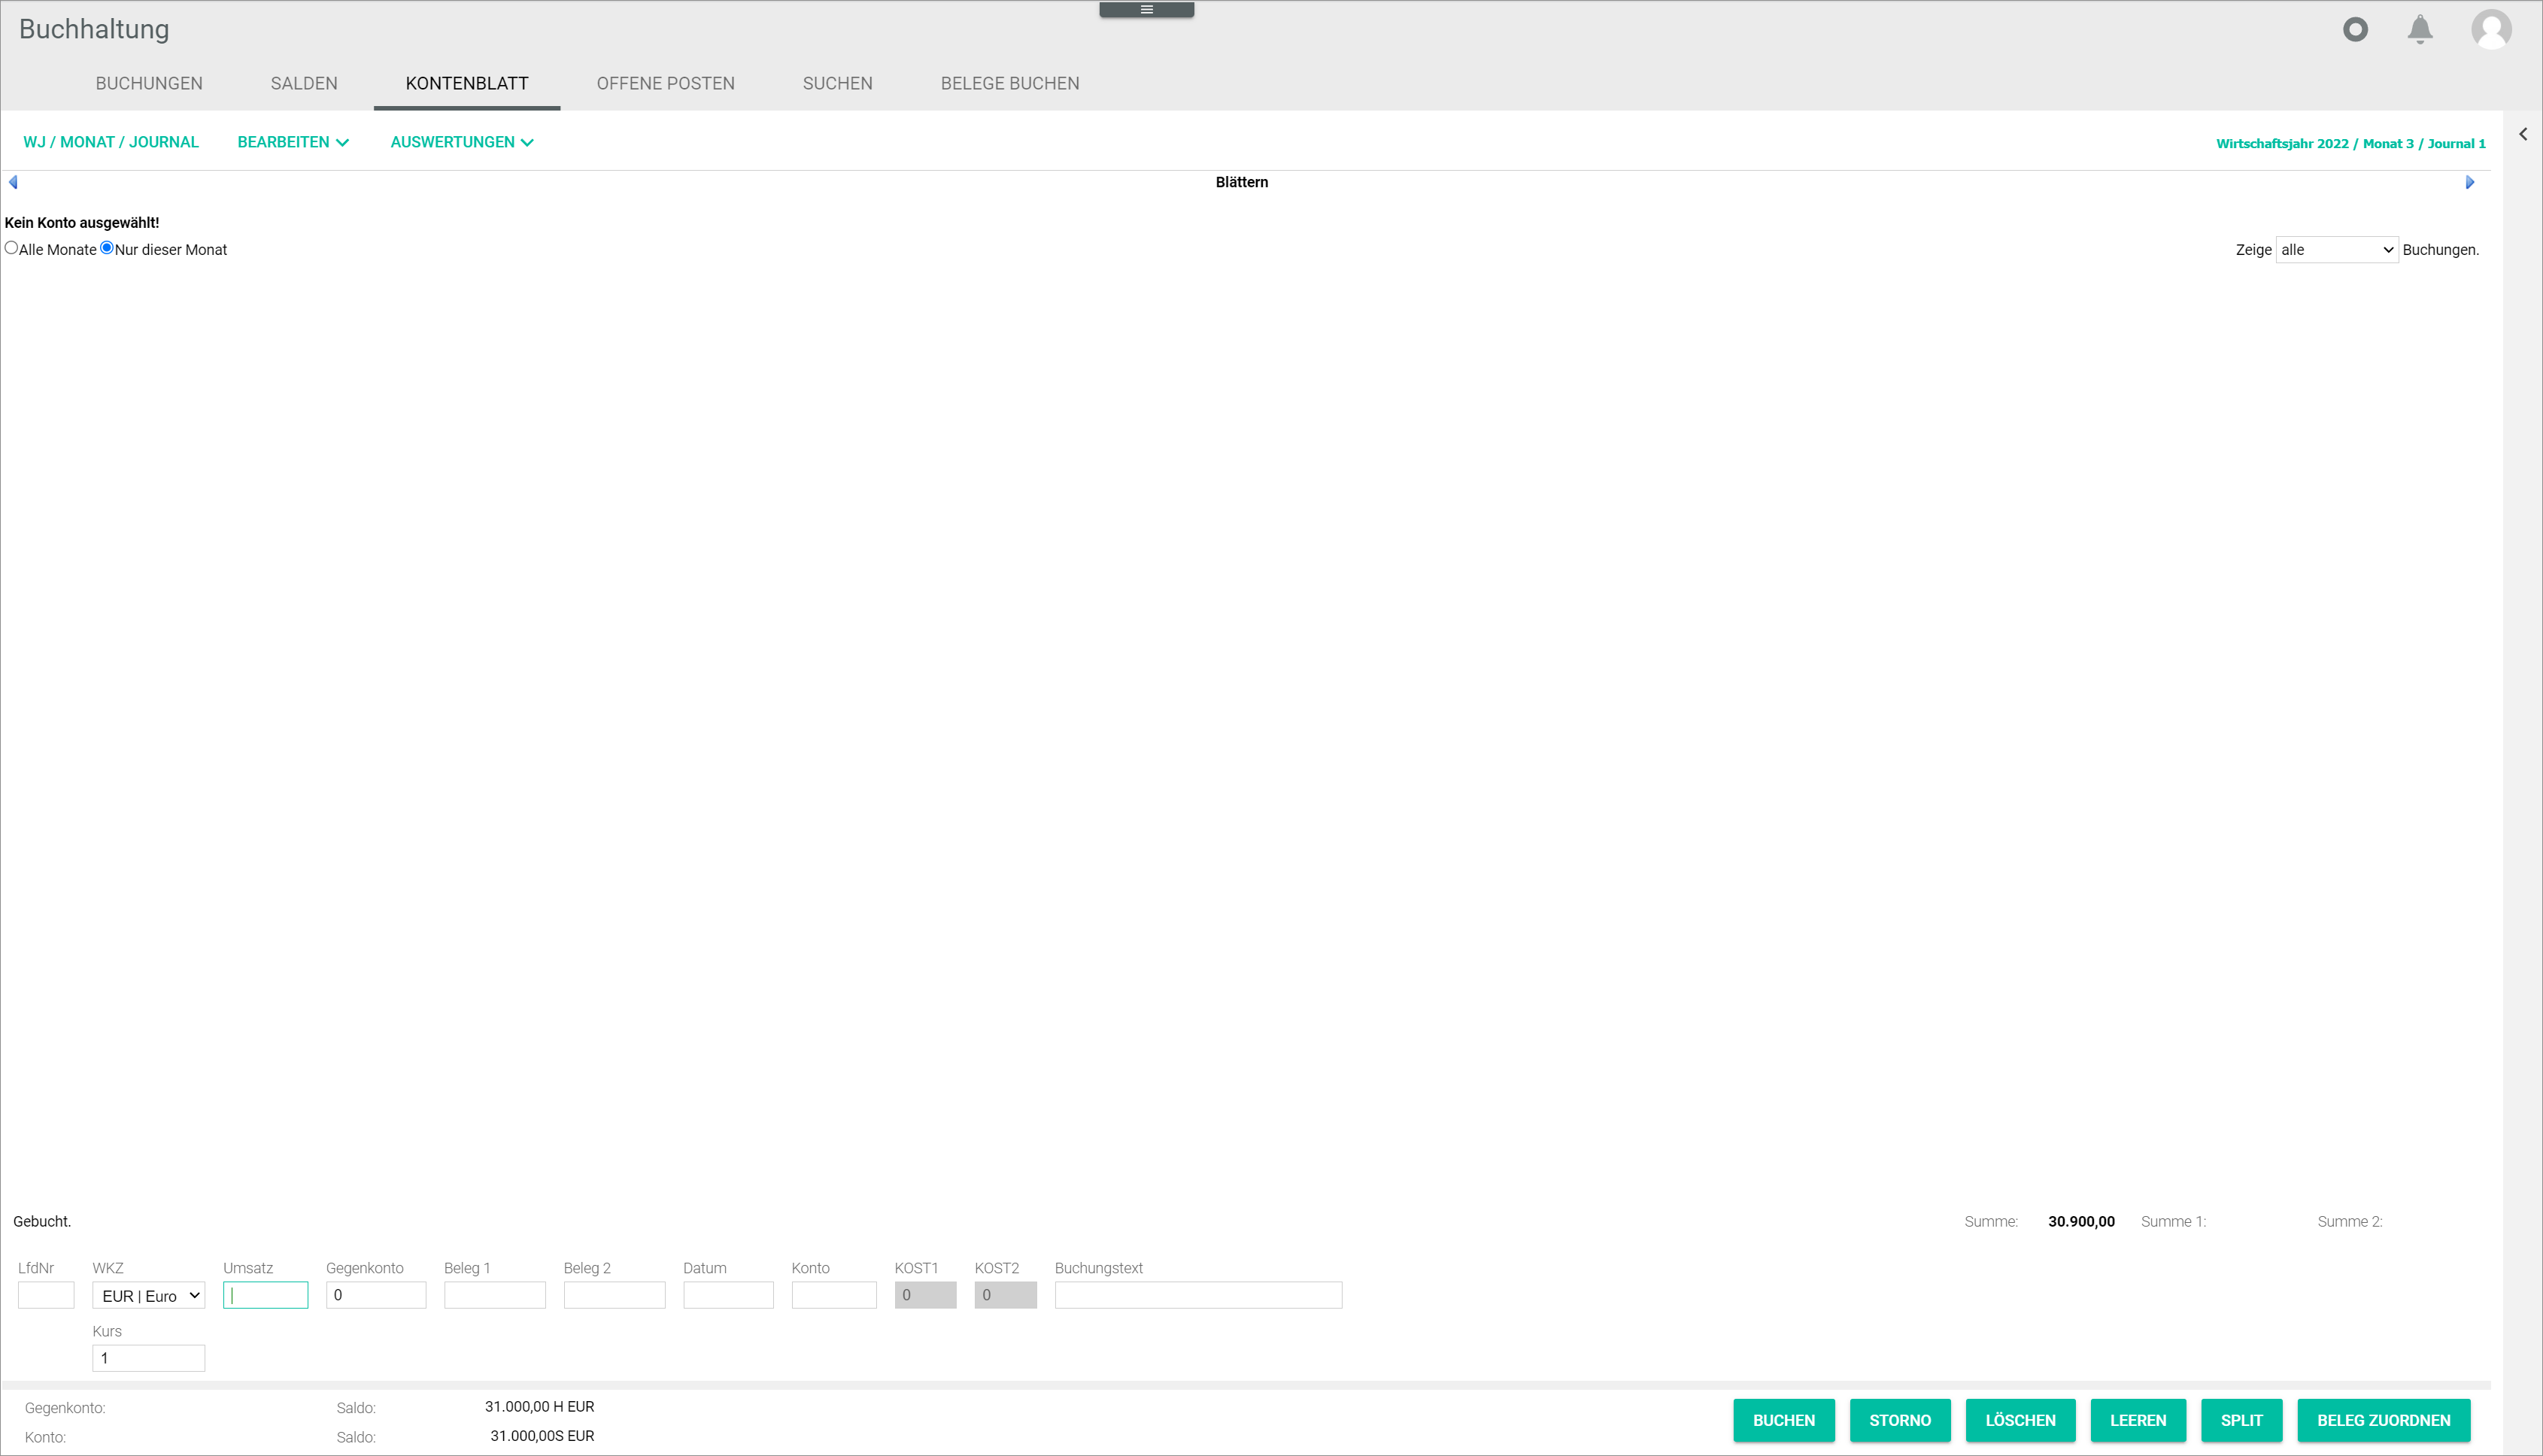 Buchhaltung
BUCHUNGEN SALDEN KONTENBLATT OFFENE POSTEN SUCHEN BELEGE BUCHEN
WJ / MONAT / JOURNAL BEARBEITEN AUSWERTUNGEN Wirtschaftsjahr 2022 / Monat 3 / Journal 1
Blättern
Kein Konto ausgewählt!
Alle Monate Nur dieser Monat Zeige alle Buchungen.
Gebucht. Summe: 30.900,00 Summe 1: Summe 2:
LfdNr WKZ Umsatz Gegenkonto Beleg 1 Beleg 2 Datum Konto KOST1 KOST2 Buchungstext
EUR | Euro 0 0 0
Kurs
1
Gegenkonto: Saldo: 31.000,00 H EUR
Konto: Saldo: 31.000,00S EUR
BUCHEN STORNO LÖSCHEN LEEREN SPLIT BELEG ZUORDNEN